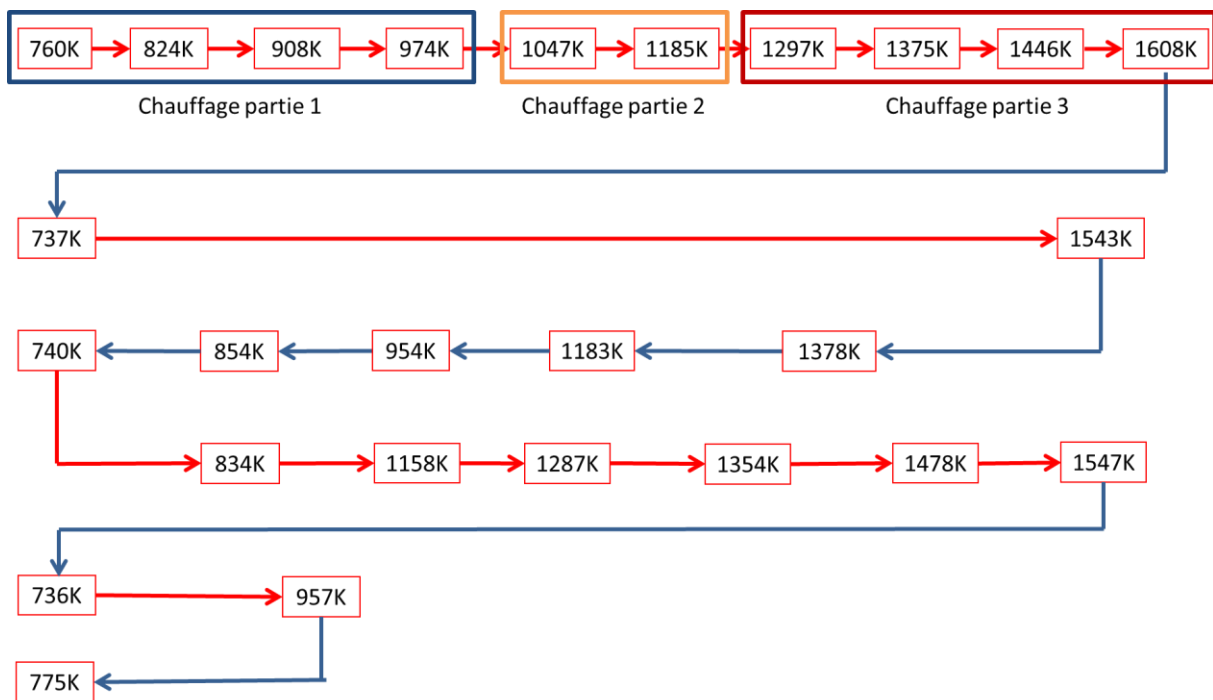 760K 824K 908K 974K 1047K 1185K 1297K 1375K 1446K 1608K
Chauffage partie 1 Chauffage partie 2 Chauffage partie 3
737K 1543K
740K 854K 954K 1183K 1378K
834K 1158K 1287K 1354K 1478K 1547K
736K 957K
775K